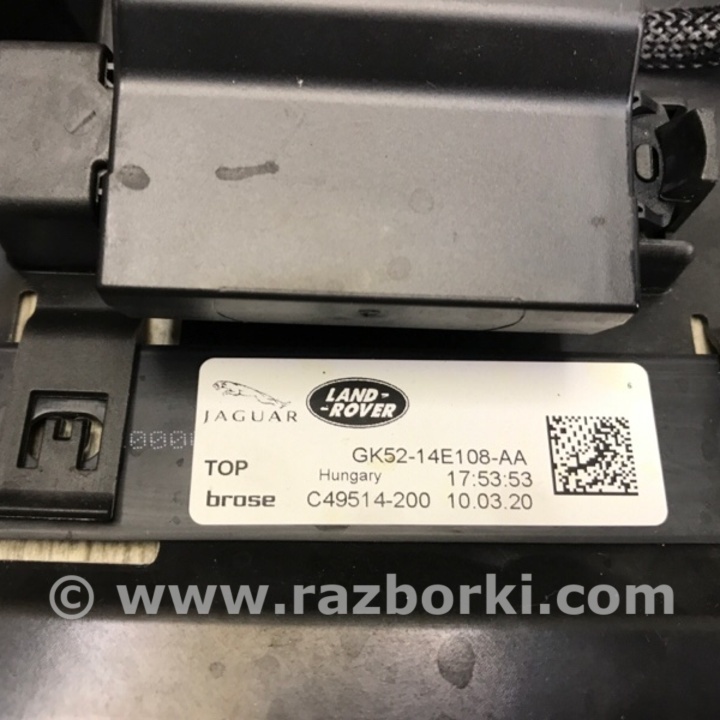 JAGUAR
LAND-
-ROVER
GK52-14E108-AA
TOP
Hungary 17:53:53
brose C49514-200 10.03.20
6
© www.razborki.com